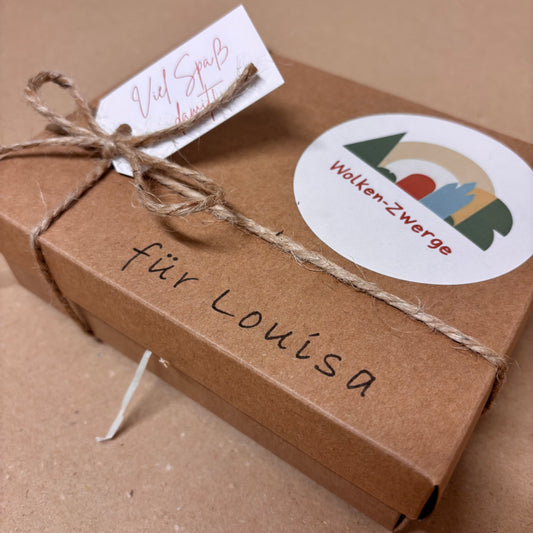 Viel Spaß
damit!
Wolken-Zwerge
für Louisa